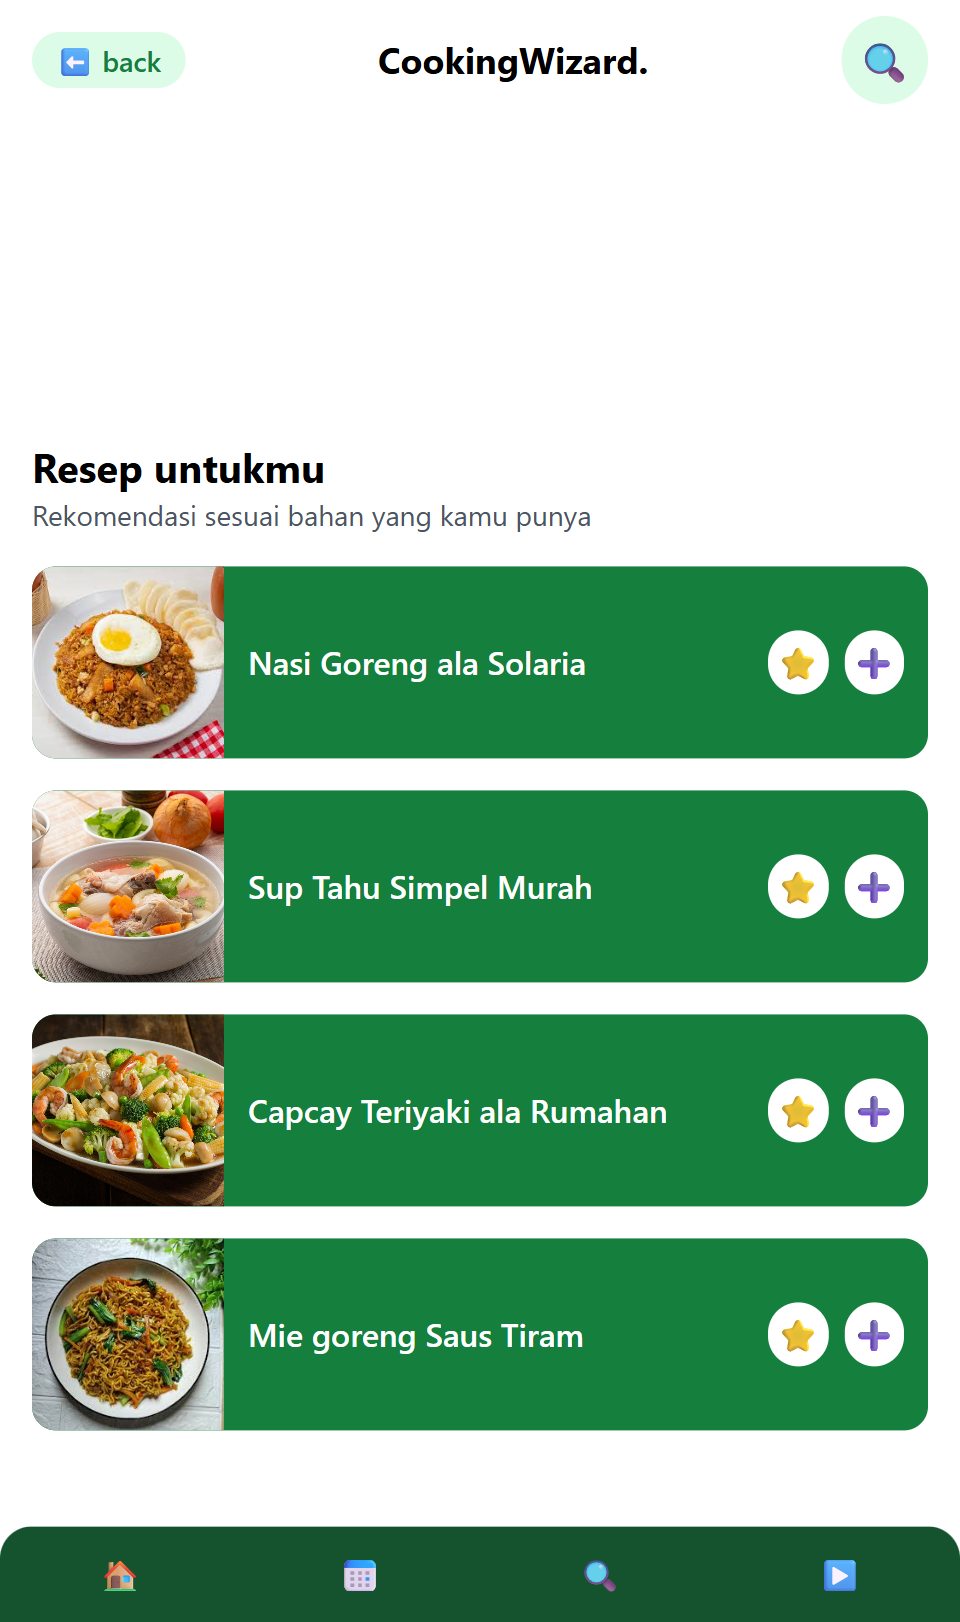 back
CookingWizard.
Resep untukmu
Rekomendasi sesuai bahan yang kamu punya
Nasi Goreng ala Solaria
Sup Tahu Simpel Murah
Capcay Teriyaki ala Rumahan
Mie goreng Saus Tiram